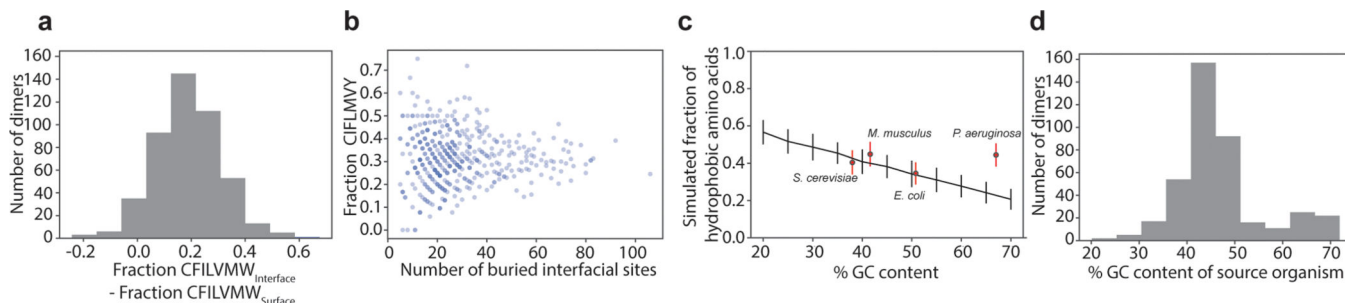 a
160
140
120
100
80
60
40
20
0
Number of dimers
-0.2 0.0 0.2 0.4 0.6
Fraction CFILVMW Interface
- Fraction CFILVMW Surface
b
0.7
0.6
0.5
0.4
0.3
0.2
0.1
0.0
Fraction CIFLMVY
0 20 40 60 80 100
Number of buried interfacial sites
c
1.0
0.8
0.6
0.4
0.2
0.0
Simulated fraction of
hydrophobic amino acids
M. musculus
P. aeruginosa
S. cerevisiae
E. coli
20 30 40 50 60 70
% GC content
d
160
140
120
100
80
60
40
20
0
Number of dimers
20 30 40 50 60 70
% GC content of source organism